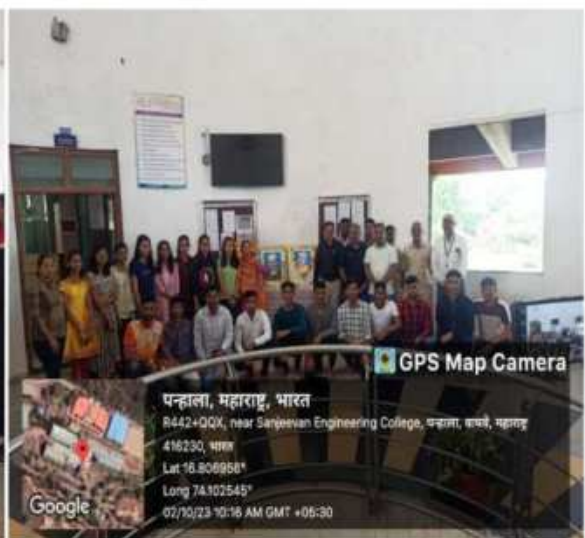 GPS Map Camera
पन्हाला, महाराष्ट्र, भारत
R442+QQX, near Sanjeevan Engineering College, पन्हाला, वाघवे, महाराष्ट्र
416230, भारत
Lat 16.806956°
Long 74.102545°
02/10/23 10:16 AM GMT +05:30
Google